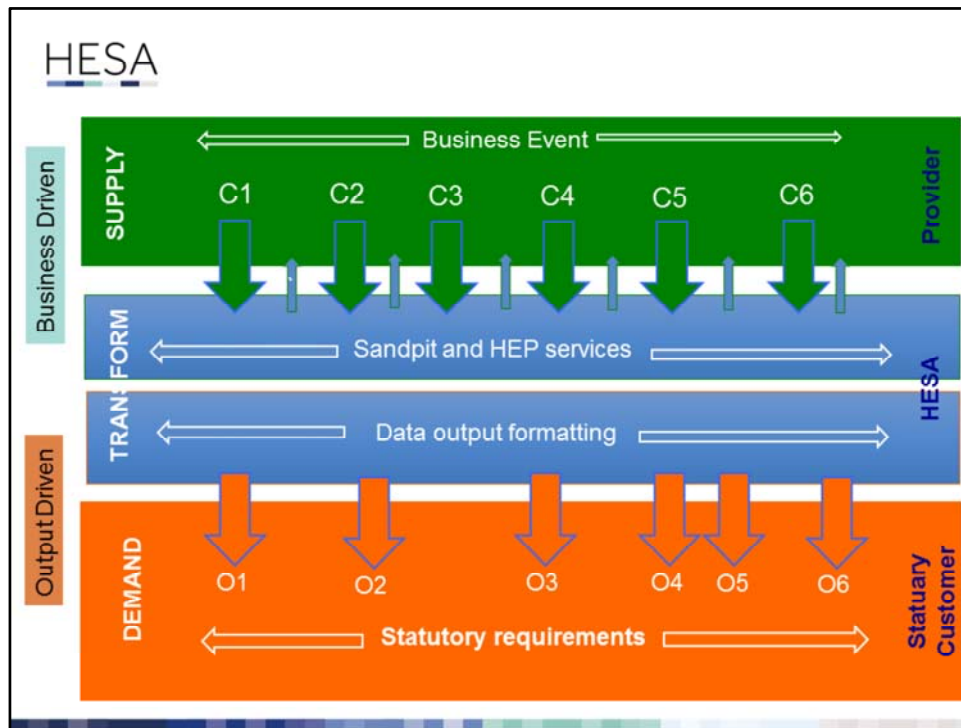 HESA
Business Driven
SUPPLY
Business Event
C1 C2 C3 C4 C5 C6
Provider
TRANSFORM
Sandpit and HEP services
HESA
Data output formatting
Output Driven
DEMAND
O1 O2 O3 O4 O5 O6
Statutory requirements
Statuary
Customer